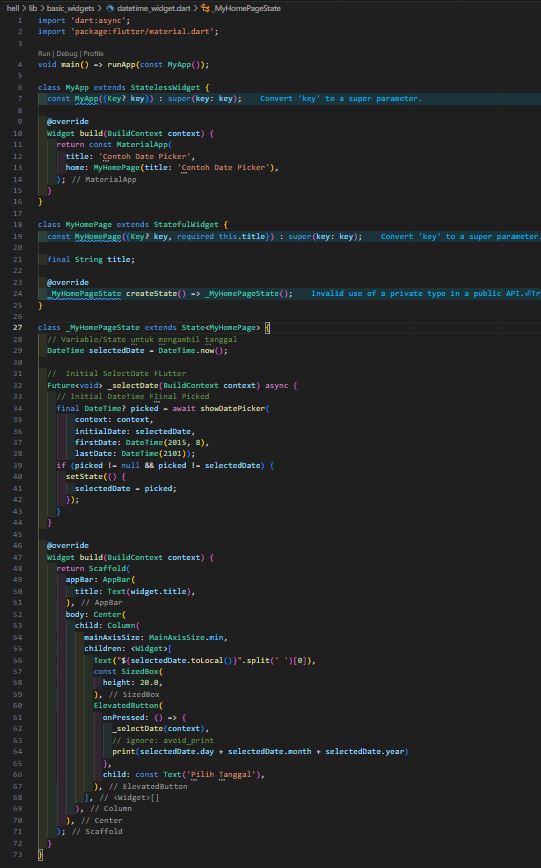 hell > lib > basic_widgets > datetime_widget.dart > _MyHomePageState
1 import 'dart:async';
2 import 'package:flutter/material.dart';
3
Run | Debug | Profile
4 void main() => runApp(const MyApp());
5
6 class MyApp extends StatelessWidget {
7 const MyApp({Key? key}) : super(key: key); Convert 'key' to a super parameter.
8
9 @override
10 Widget build(BuildContext context) {
11 return const MaterialApp(
12 title: 'Contoh Date Picker',
13 home: MyHomePage(title: 'Contoh Date Picker'),
14 ); // MaterialApp
15 }
16 }
17
18 class MyHomePage extends StatefulWidget {
19 const MyHomePage({Key? key, required this.title}) : super(key: key); Convert 'key' to a super parameter.
20
21 final String title;
22
23 @override
24 _MyHomePageState createState() => _MyHomePageState(); Invalid use of a private type in a public API.⏎Tr
25 }
26
27 class _MyHomePageState extends State<MyHomePage> {
28 // Variable/State untuk mengambil tanggal
29 DateTime selectedDate = DateTime.now();
30
31 //  Initial SelectDate FLutter
32 Future<void> _selectDate(BuildContext context) async {
33 // Initial DateTime FIinal Picked
34 final DateTime? picked = await showDatePicker(
35 context: context,
36 initialDate: selectedDate,
37 firstDate: DateTime(2015, 8),
38 lastDate: DateTime(2101));
39 if (picked != null && picked != selectedDate) {
40 setState(() {
41 selectedDate = picked;
42 });
43 }
44 }
45
46 @override
47 Widget build(BuildContext context) {
48 return Scaffold(
49 appBar: AppBar(
50 title: Text(widget.title),
51 ), // AppBar
52 body: Center(
53 child: Column(
54 mainAxisSize: MainAxisSize.min,
55 children: <Widget>[
56 Text("${selectedDate.toLocal()}".split(' ')[0]),
57 const SizedBox(
58 height: 20.0,
59 ), // SizedBox
60 ElevatedButton(
61 onPressed: () => {
62 _selectDate(context),
63 // ignore: avoid_print
64 print(selectedDate.day + selectedDate.month + selectedDate.year)
65 },
66 child: const Text('Pilih Tanggal'),
67 ), // ElevatedButton
68 ], // <Widget>[]
69 ), // Column
70 ), // Center
71 ); // Scaffold
72 }
73 }